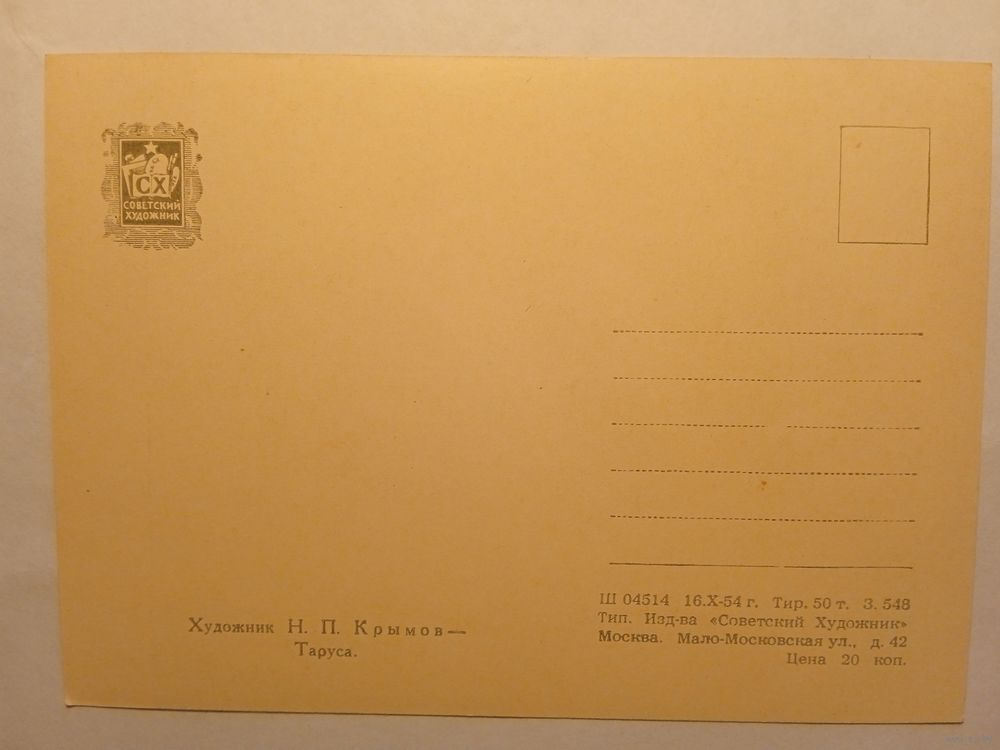 СХ
СОВЕТСКИЙ
ХУДОЖНИК
Художник Н. П. Крымов—
Таруса.
Ш 04514 16.X-54 г. Тир. 50 т. З. 548
Тип. Изд-ва «Советский Художник»
Москва. Мало-Московская ул., д. 42
Цена 20 коп.